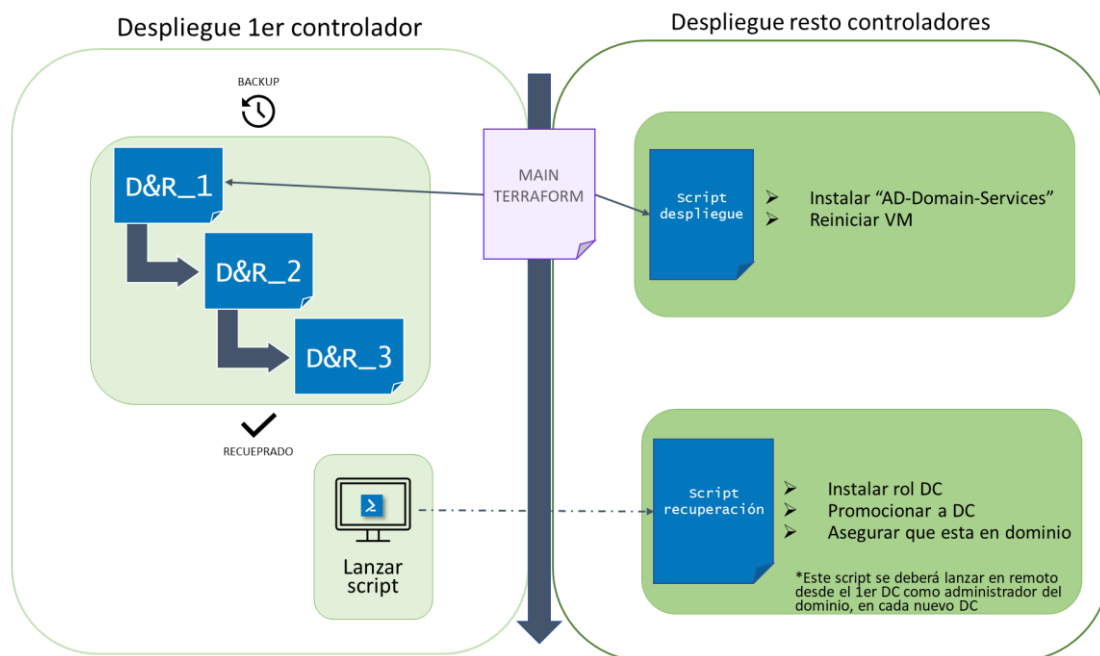 Despliegue 1er controlador
BACKUP
D&R_1
D&R_2
D&R_3
RECUEPRADO
Lanzar
script
MAIN
TERRAFORM
Despliegue resto controladores
Script
despliegue
➢ Instalar “AD-Domain-Services”
➢ Reiniciar VM
Script
recuperación
➢ Instalar rol DC
➢ Promocionar a DC
➢ Asegurar que esta en dominio
*Este script se deberá lanzar en remoto
desde el 1er DC como administrador del
dominio, en cada nuevo DC